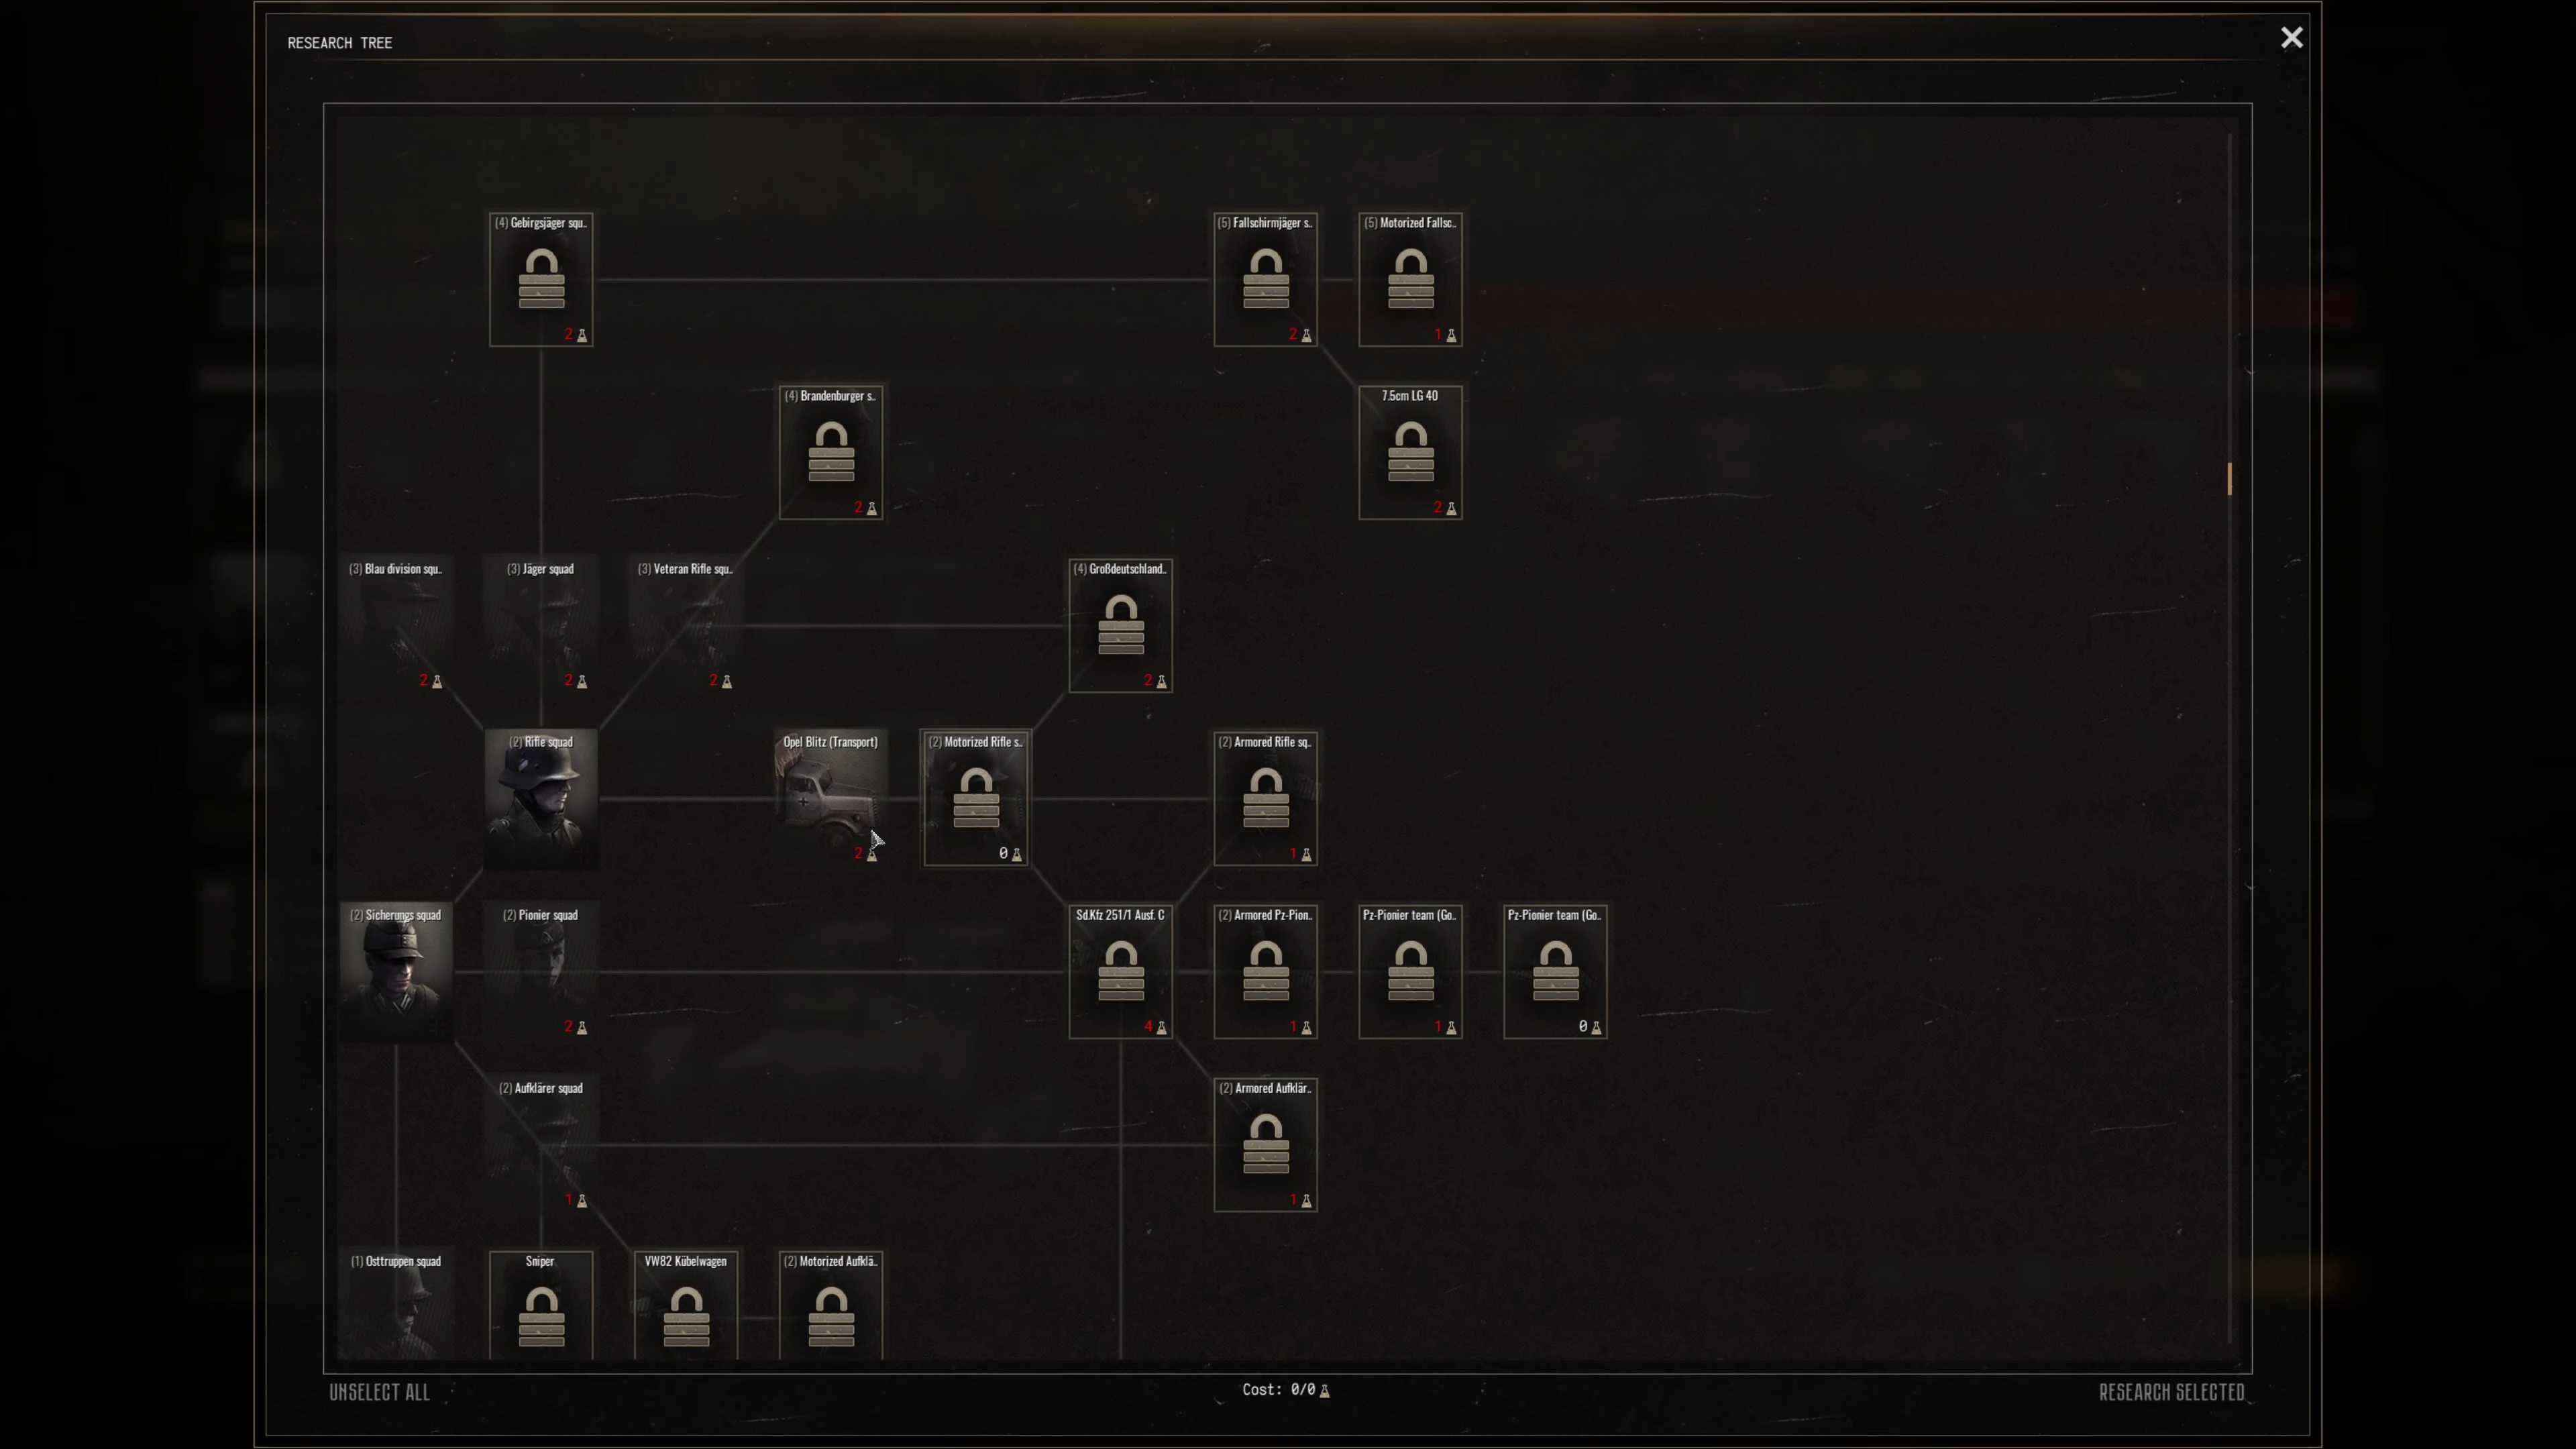 RESEARCH TREE
(4) Gebirgsjäger squ..
2
(5) Fallschirmjäger s..
2
(5) Motorized Fallsc..
1
(4) Brandenburger s..
2
7.5cm LG 40
2
(3) Blau division squ..
2
(3) Jäger squad
2
(3) Veteran Rifle squ..
2
(4) Großdeutschland..
2
(2) Rifle squad
Opel Blitz (Transport)
2
(2) Motorized Rifle s..
0
(2) Armored Rifle sq..
1
(2) Sicherungs squad
(2) Pionier squad
2
Sd.Kfz 251/1 Ausf. C
4
(2) Armored Pz-Pion..
1
Pz-Pionier team (Go..
1
Pz-Pionier team (Go..
0
(2) Aufklärer squad
1
(2) Armored Aufklär..
1
(1) Osttruppen squad
Sniper
VW82 Kübelwagen
(2) Motorized Aufklä..
UNSELECT ALL
Cost: 0/0
RESEARCH SELECTED